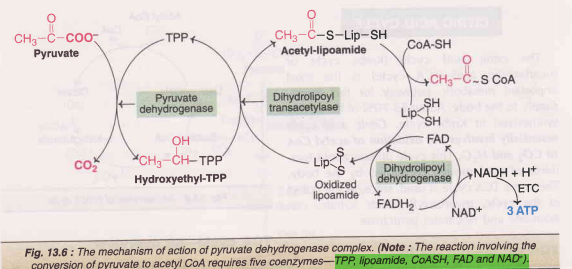 CH₃—C—COO⁻
O
Pyruvate
TPP
O
CH₃—C—S—Lip—SH
Acetyl-lipoamide
CoA-SH
O
CH₃—C—S CoA
Pyruvate
dehydrogenase
Dihydrolipoyl
transacetylase
SH
Lip
SH
CO₂
OH
CH₃—CH—TPP
Hydroxyethyl-TPP
S
Lip
S
Oxidized
lipoamide
FAD
Dihydrolipoyl
dehydrogenase
FADH₂
NADH + H⁺
ETC
NAD⁺
3 ATP
Fig. 13.6 : The mechanism of action of pyruvate dehydrogenase complex. (Note : The reaction involving the
conversion of pyruvate to acetyl CoA requires five coenzymes—TPP, lipoamide, CoASH, FAD and NAD⁺).